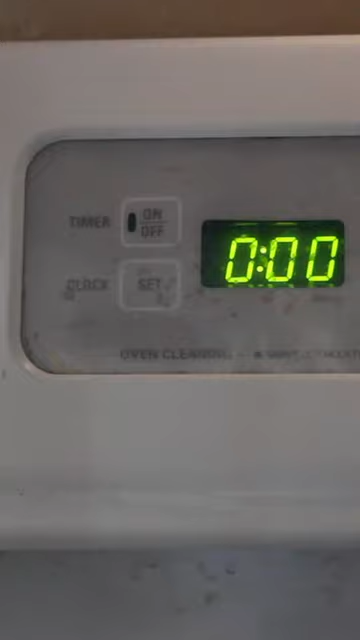 TIMER
ON
OFF
0:00
CLOCK
SET
OVEN CLEANING